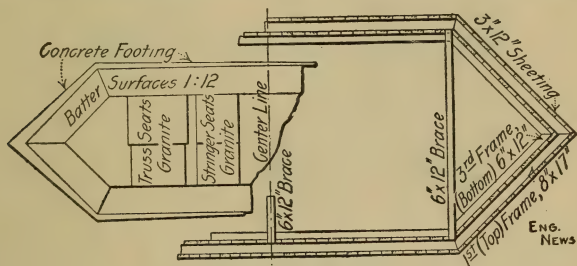 Concrete Footing
Batter Surfaces 1:12
Truss Seats
Granite
Stringer Seats
Granite
Center Line
6"x12" Brace
6"x12" Brace
3"x12" Sheeting
3rd Frame,
(Bottom) 6"x12"
1st (Top) Frame, 8"x17"
ENG.
NEWS